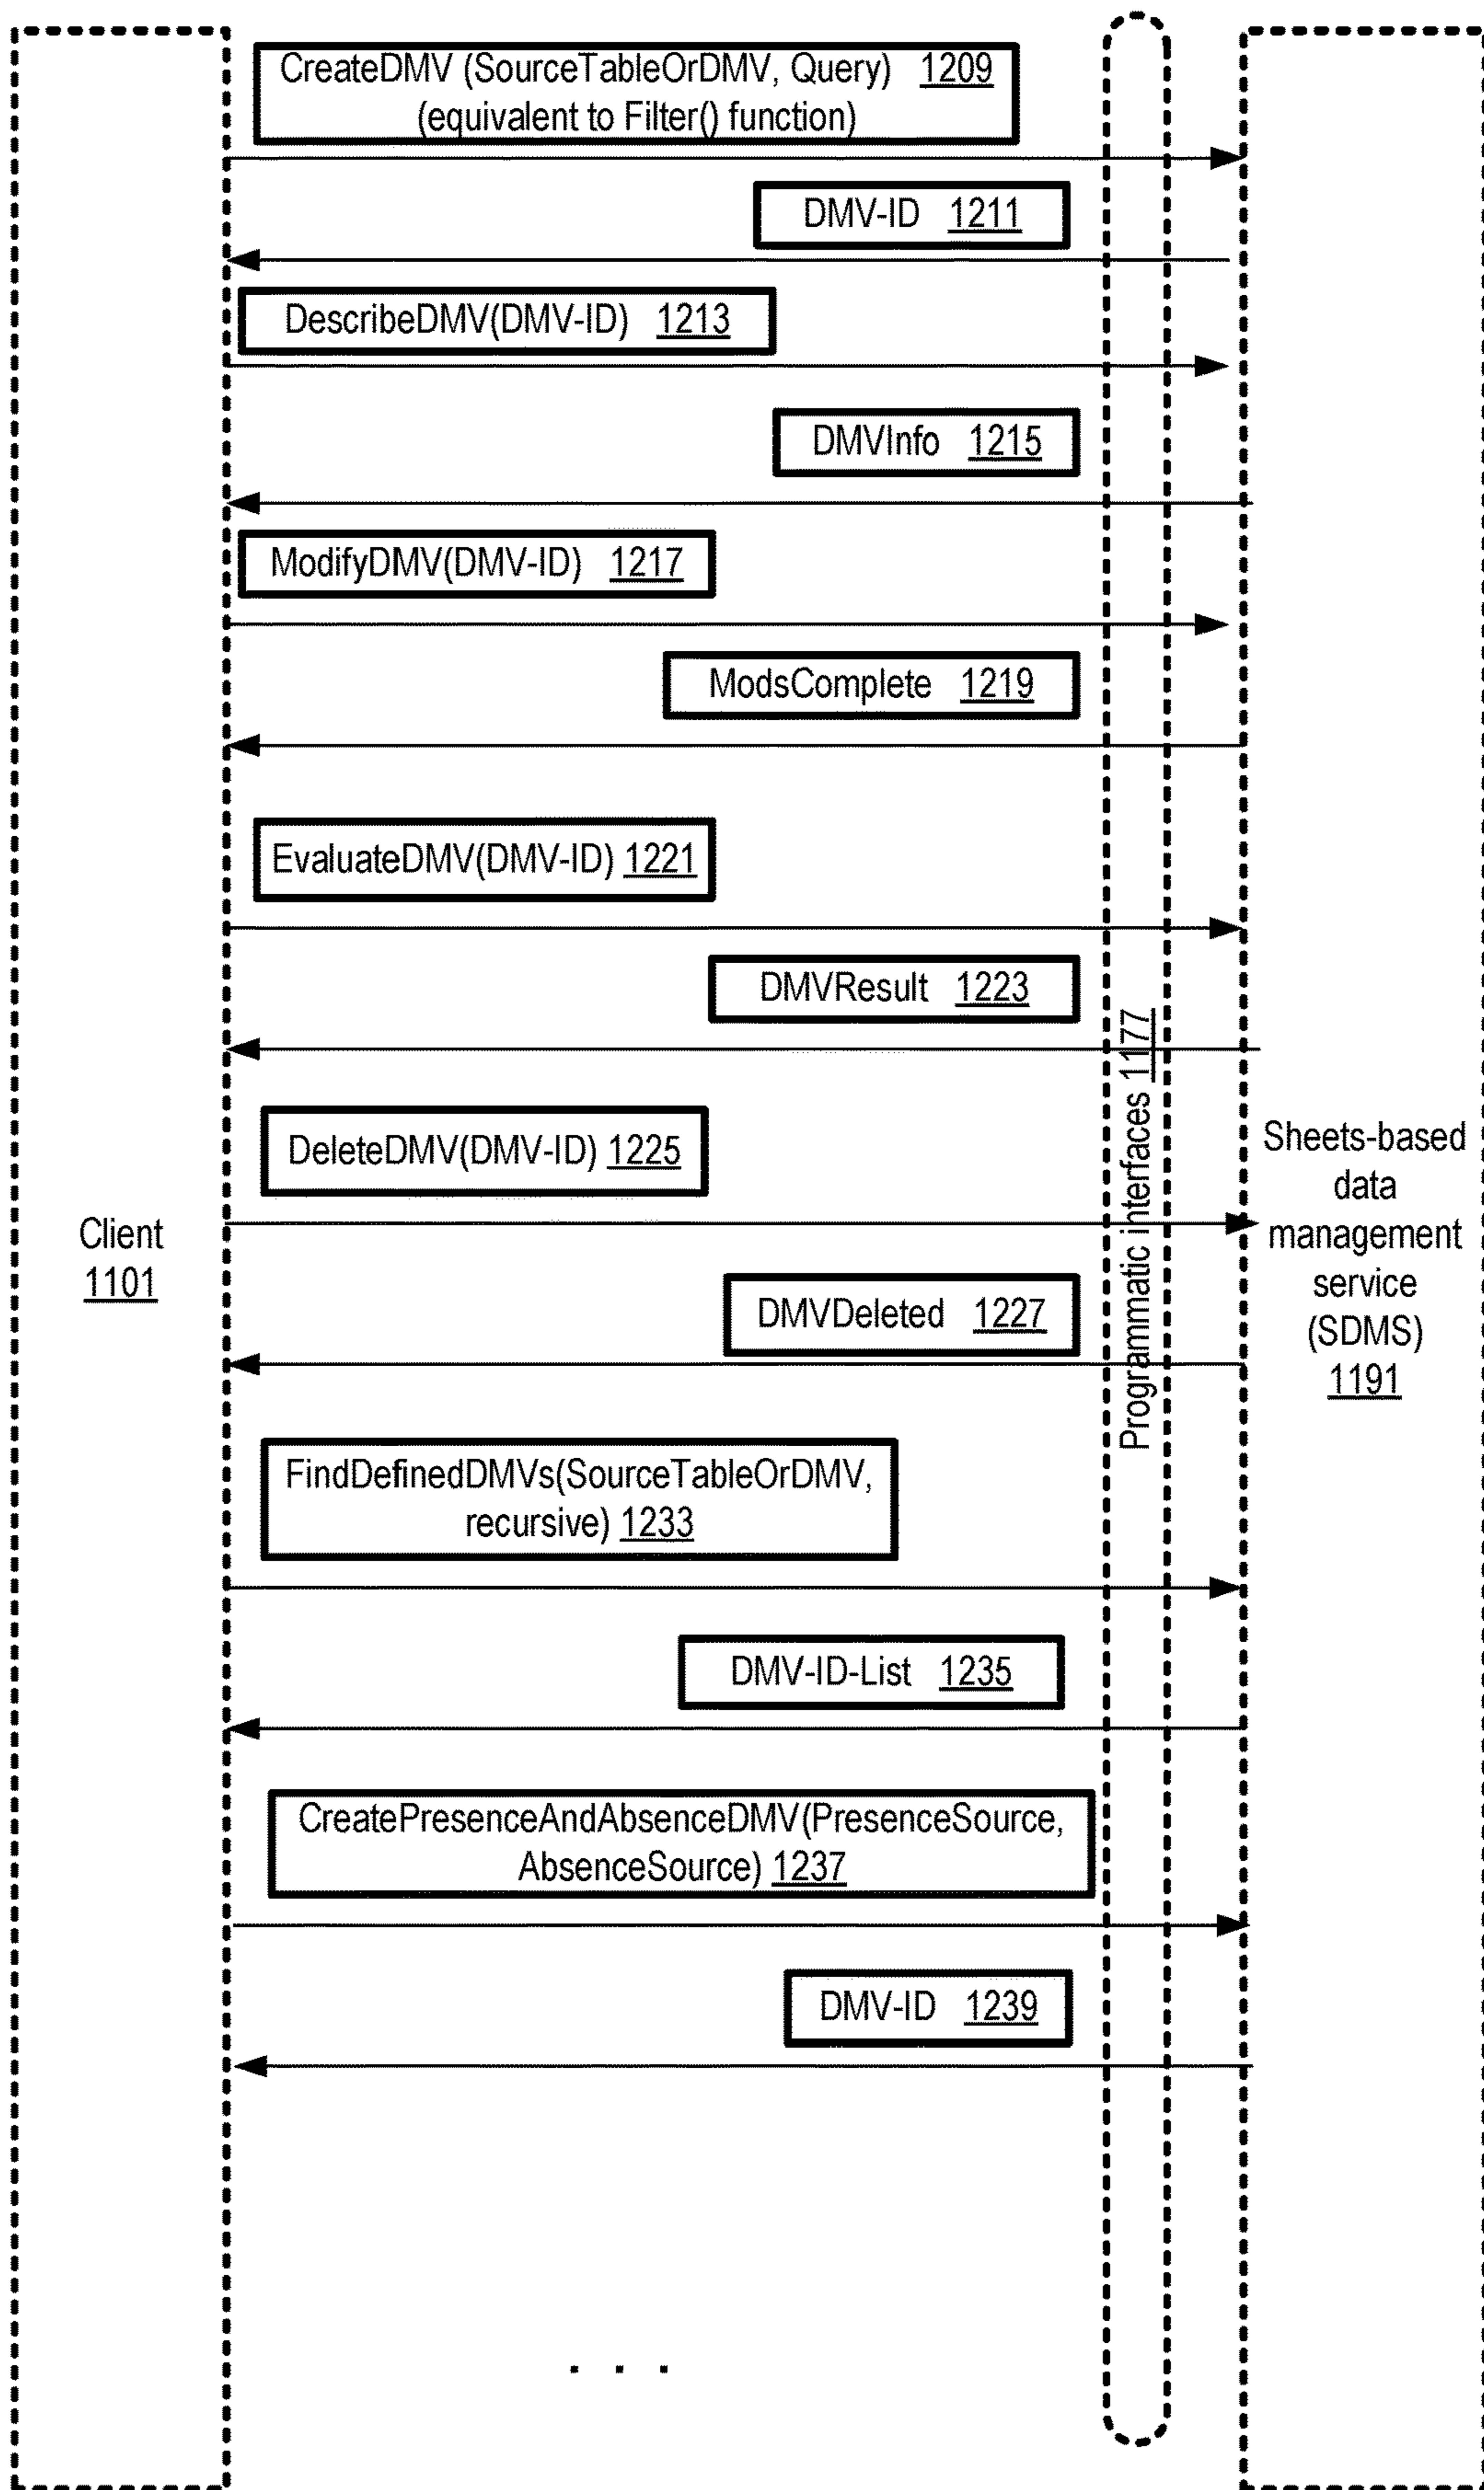 CreateDMV (SourceTableOrDMV, Query) 1209
(equivalent to Filter() function)
DMV-ID 1211
DescribeDMV(DMV-ID) 1213
DMVInfo 1215
ModifyDMV(DMV-ID) 1217
ModsComplete 1219
EvaluateDMV(DMV-ID) 1221
DMVResult 1223
DeleteDMV(DMV-ID) 1225
DMVDeleted 1227
FindDefinedDMVs(SourceTableOrDMV,
recursive) 1233
DMV-ID-List 1235
CreatePresenceAndAbsenceDMV(PresenceSource,
AbsenceSource) 1237
DMV-ID 1239
. . .
Client
1101
Programmatic interfaces 1177
Sheets-based
data
management
service
(SDMS)
1191